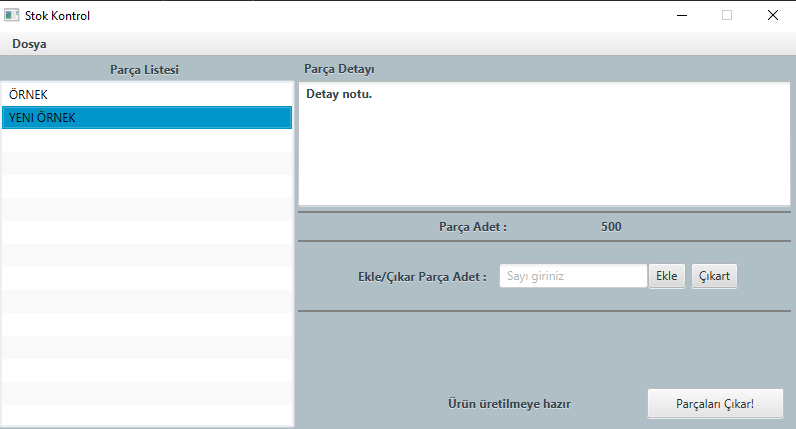 Stok Kontrol
Dosya
Parça Listesi
ÖRNEK
YENI ÖRNEK
Parça Detayı
Detay notu.
Parça Adet : 500
Ekle/Çıkar Parça Adet : Sayı giriniz Ekle Çıkart
Ürün üretilmeye hazır Parçaları Çıkar!